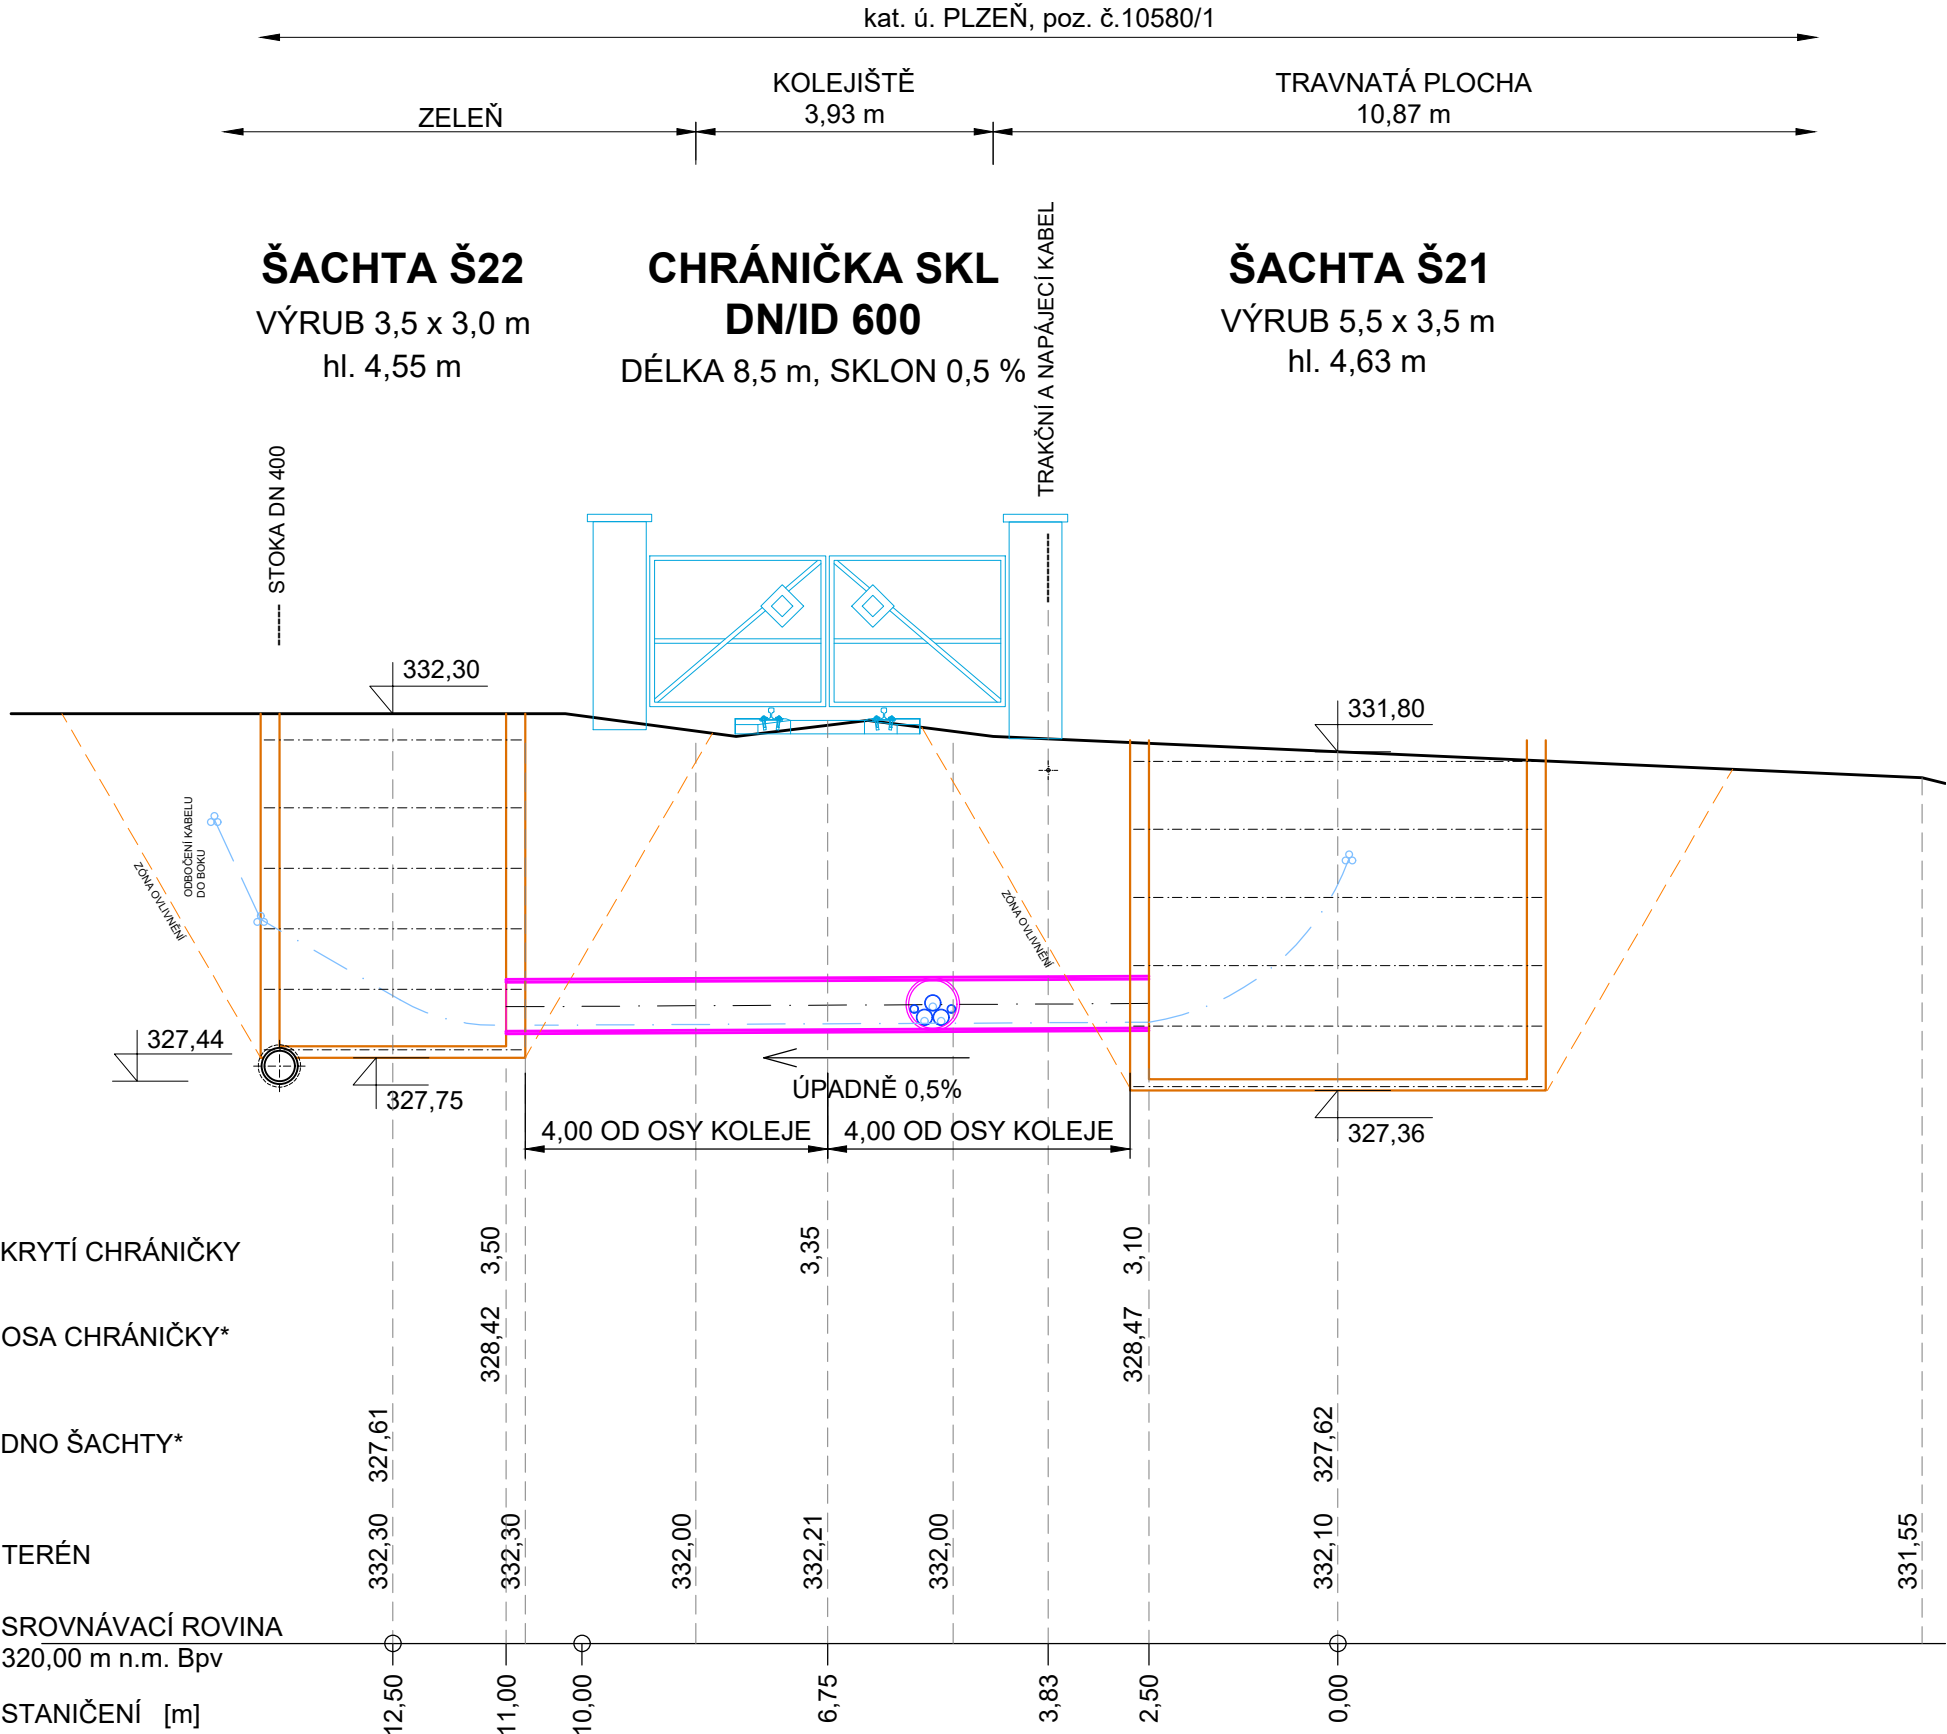 kat. ú. PLZEŇ, poz. č.10580/1
ZELEŇ
KOLEJIŠTĚ
3,93 m
TRAVNATÁ PLOCHA
10,87 m
ŠACHTA Š22
VÝRUB 3,5 x 3,0 m
hl. 4,55 m
CHRÁNIČKA SKL
DN/ID 600
DÉLKA 8,5 m, SKLON 0,5 %
TRAKČNÍ A NAPÁJECÍ KABEL
ŠACHTA Š21
VÝRUB 5,5 x 3,5 m
hl. 4,63 m
STOKA DN 400
332,30
331,80
ODBOČENÍ KABELU
DO BOKU
ZÓNA OVLIVNĚNÍ
ZÓNA OVLIVNĚNÍ
327,44
327,75
ÚPADNĚ 0,5%
4,00 OD OSY KOLEJE
4,00 OD OSY KOLEJE
327,36
KRYTÍ CHRÁNIČKY
3,50
3,35
3,10
OSA CHRÁNIČKY*
328,42
328,47
DNO ŠACHTY*
327,61
327,62
TERÉN
332,30
332,30
332,00
332,21
332,00
332,10
331,55
SROVNÁVACÍ ROVINA
320,00 m n.m. Bpv
STANIČENÍ [m]
12,50
11,00
10,00
6,75
3,83
2,50
0,00